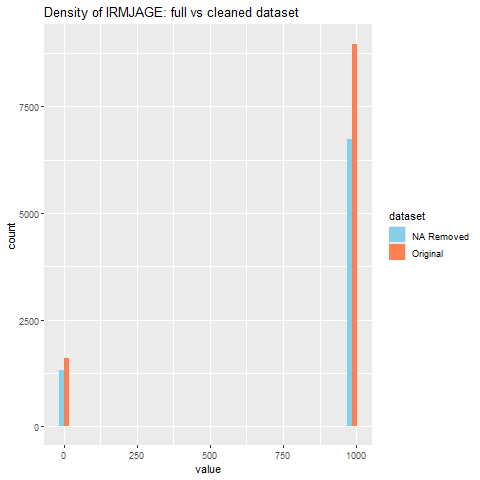 Density of IRMJAGE: full vs cleaned dataset
7500
5000
2500
0
count
0
250
500
750
1000
value
dataset
NA Removed
Original